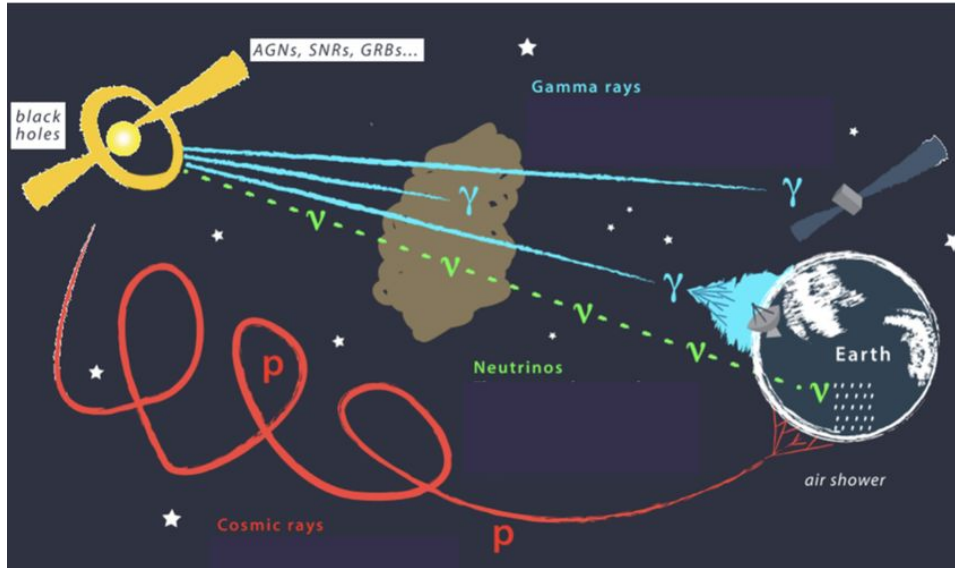 AGNs, SNRs, GRBs...
black
holes
Gamma rays
γ
γ
γ
ν
ν
ν
ν
ν
Earth
p
Neutrinos
air shower
Cosmic rays
p